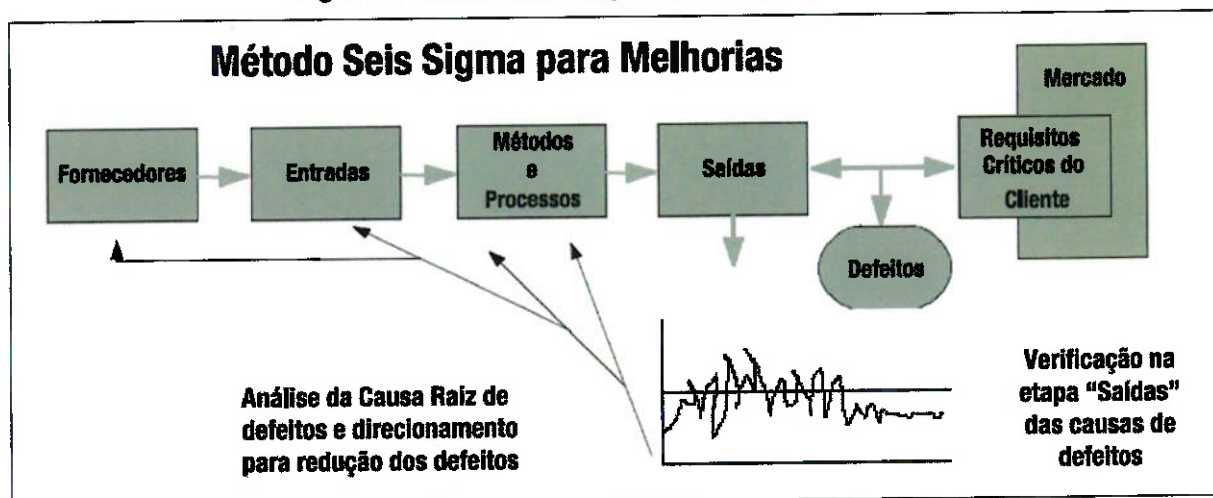 Método Seis Sigma para Melhorias
Mercado
Fornecedores
Entradas
Métodos
e
Processos
Saídas
Requisitos
Críticos do
Cliente
Defeitos
Análise da Causa Raiz de
defeitos e direcionamento
para redução dos defeitos
Verificação na
etapa “Saídas”
das causas de
defeitos